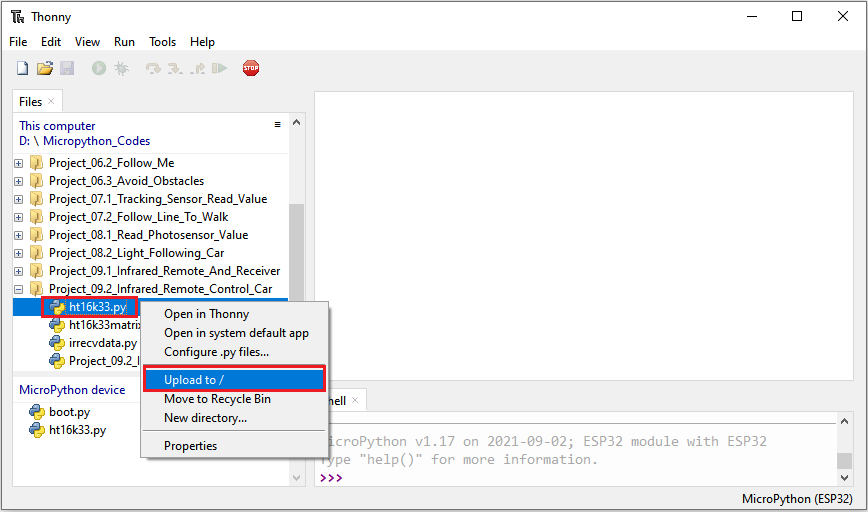 Thonny
File Edit View Run Tools Help
STOP
Files
This computer
D: \ Micropython_Codes
Project_06.2_Follow_Me
Project_06.3_Avoid_Obstacles
Project_07.1_Tracking_Sensor_Read_Value
Project_07.2_Follow_Line_To_Walk
Project_08.1_Read_Photosensor_Value
Project_08.2_Light_Following_Car
Project_09.1_Infrared_Remote_And_Receiver
Project_09.2_Infrared_Remote_Control_Car
ht16k33.py
ht16k33matrix
irrecvdata.py
Project_09.2_I
Open in Thonny
Open in system default app
Configure .py files...
Upload to /
Move to Recycle Bin
New directory...
Properties
MicroPython device
boot.py
ht16k33.py
hell
icroPython v1.17 on 2021-09-02; ESP32 module with ESP32
ype "help()" for more information.
>>>
MicroPython (ESP32)